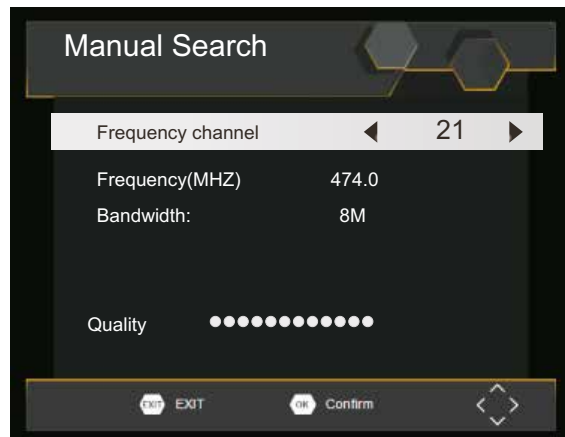 Manual Search
Frequency channel 21
Frequency(MHZ) 474.0
Bandwidth: 8M
Quality
EXIT EXIT OK Confirm